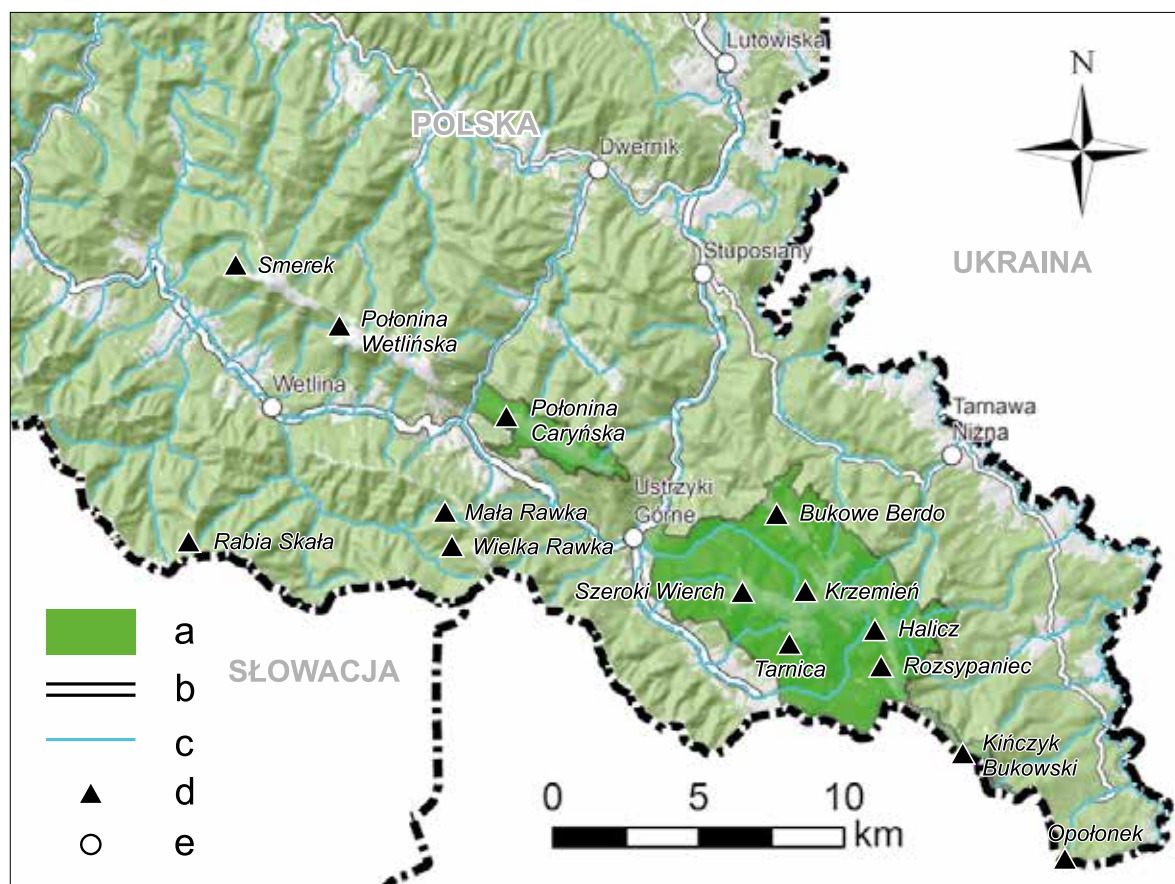 Lutowiska
N
POLSKA
Dwernik
Stuposiany
UKRAINA
Smerek
Połonina
Wetlińska
Wetlina
Połonina
Caryńska
Tarnawa
Niżna
Ustrzyki
Górne
Mała Rawka
Bukowe Berdo
Rabia Skała
Wielka Rawka
Szeroki Wierch
Krzemień
a
Halicz
SŁOWACJA
Tarnica
Rozsypaniec
b
c
Kińczyk
Bukowski
d
0 5 10
km
e
Opołonek